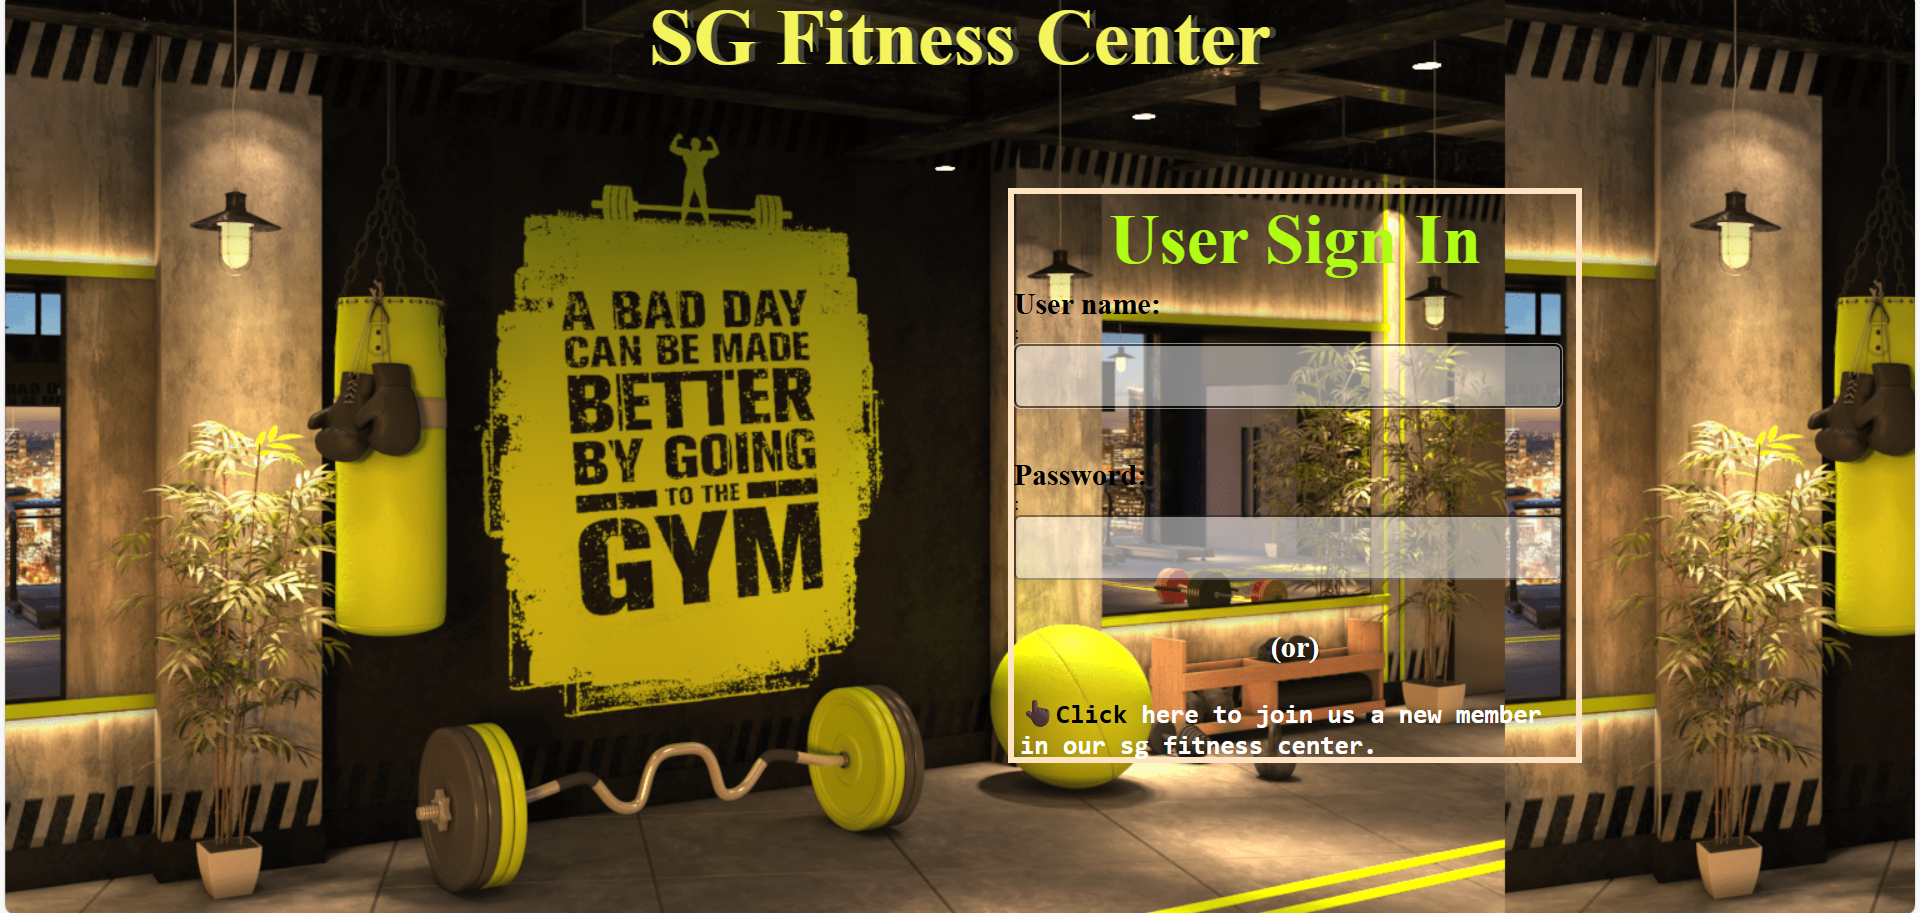 SG Fitness Center
A BAD DAY
CAN BE MADE
BETTER
BY GOING
TO THE
GYM
User Sign In
User name:
:
Password:
:
(or)
👆🏿Click here to join us a new member
in our sg fitness center.